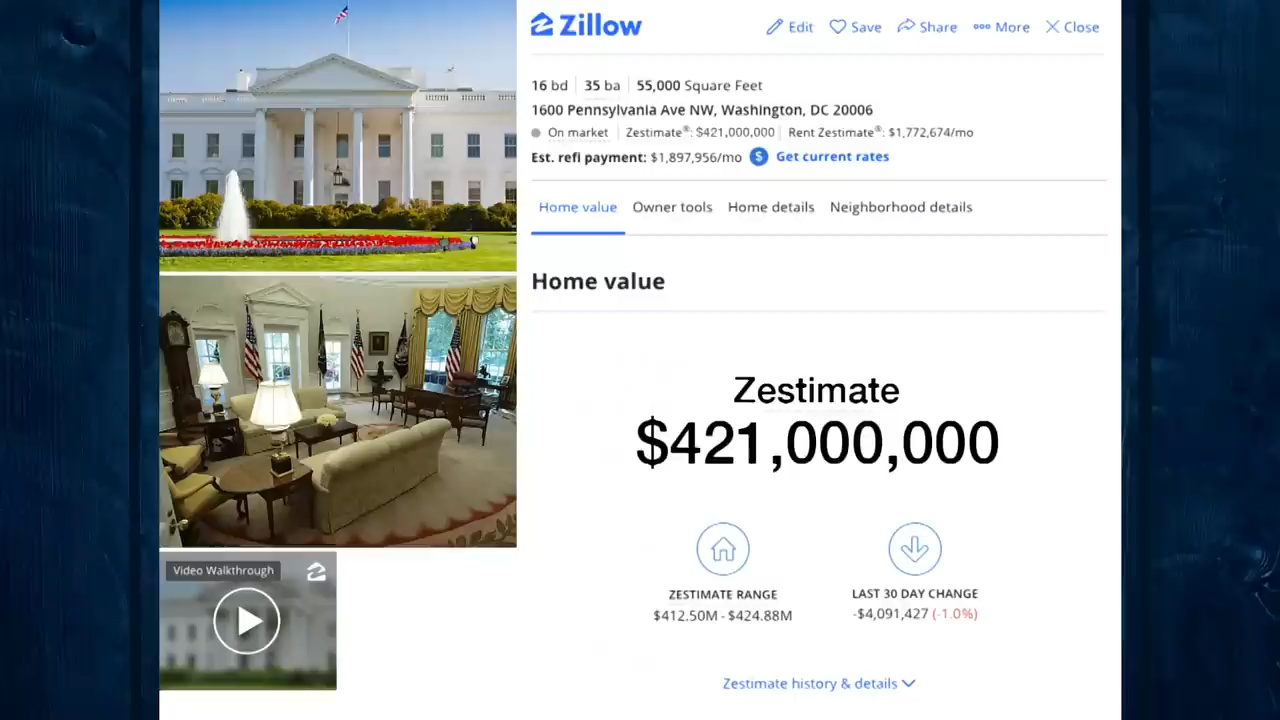 Zillow
Edit Save Share More Close
16 bd 35 ba 55,000 Square Feet
1600 Pennsylvania Ave NW, Washington, DC 20006
On market Zestimate®: $421,000,000 Rent Zestimate®: $1,772,674/mo
Est. refi payment: $1,897,956/mo $ Get current rates
Home value Owner tools Home details Neighborhood details
Home value
Zestimate
$421,000,000
ZESTIMATE RANGE
$412.50M - $424.88M
LAST 30 DAY CHANGE
-$4,091,427 (-1.0%)
Zestimate history & details
Video Walkthrough